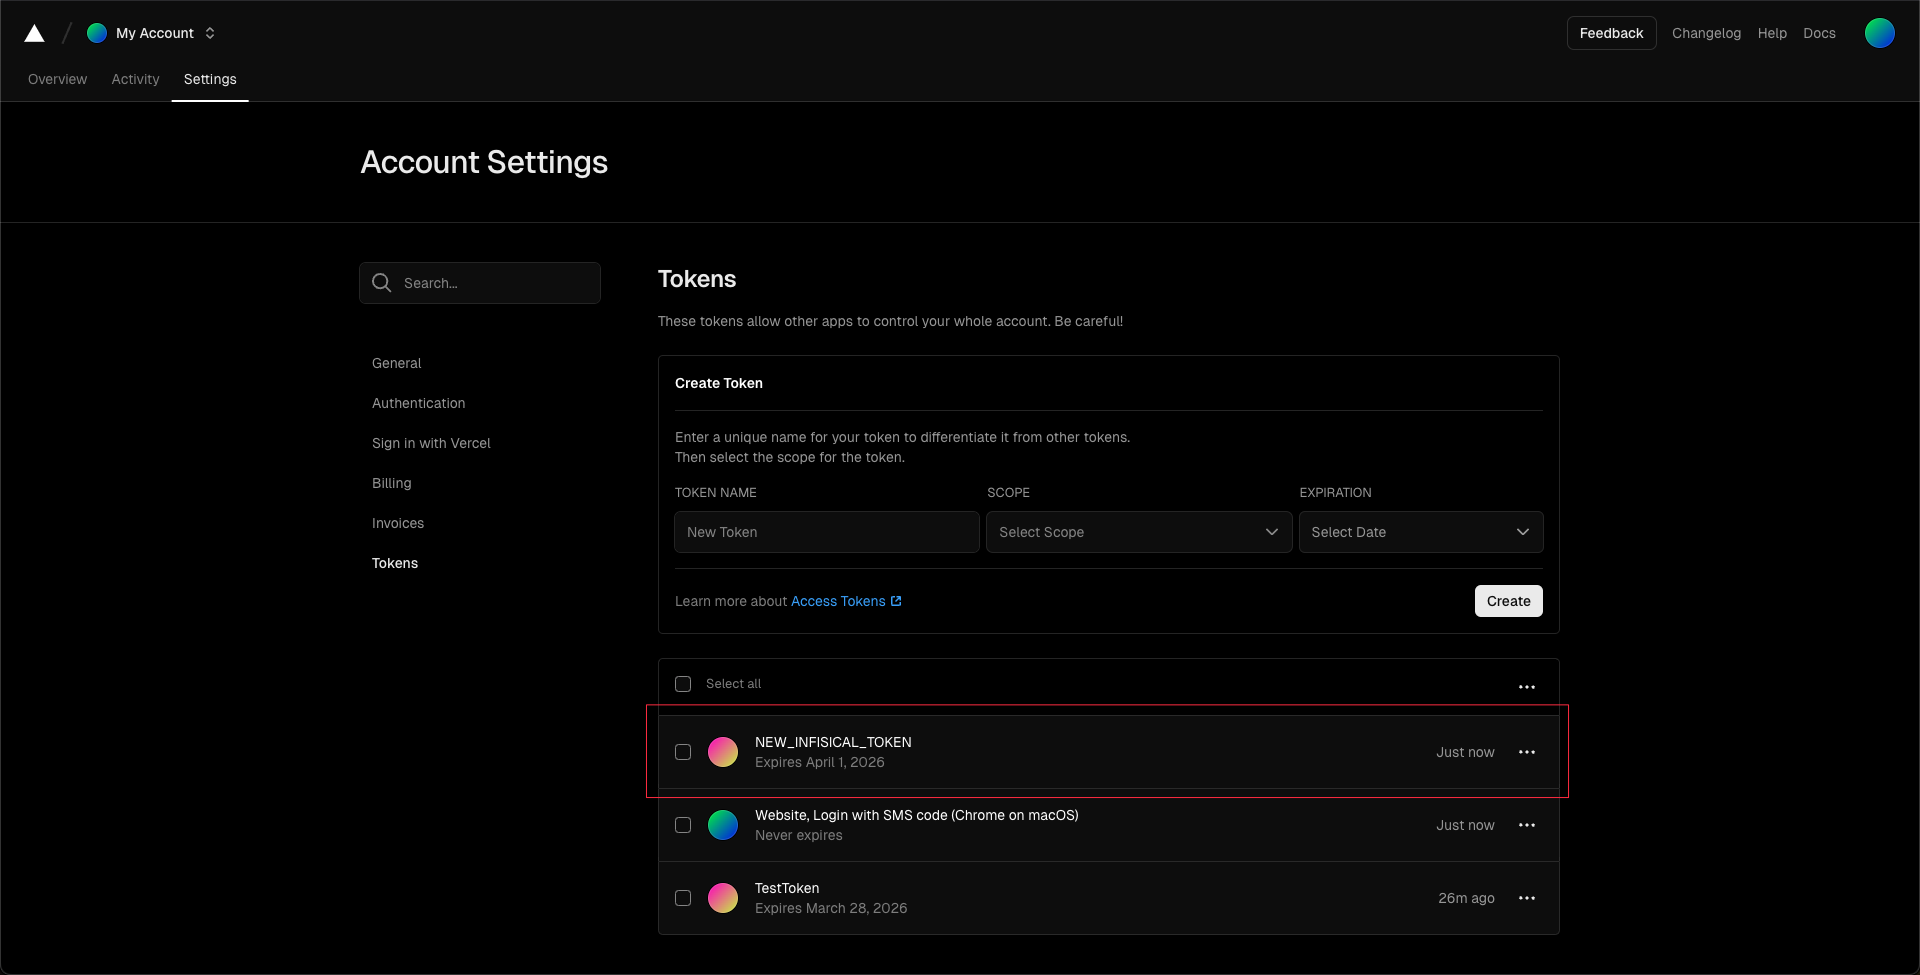 My Account
Feedback
Changelog
Help
Docs
Overview
Activity
Settings
Account Settings
Search...
General
Authentication
Sign in with Vercel
Billing
Invoices
Tokens
Tokens
These tokens allow other apps to control your whole account. Be careful!
Create Token
Enter a unique name for your token to differentiate it from other tokens.
Then select the scope for the token.
TOKEN NAME
SCOPE
EXPIRATION
New Token
Select Scope
Select Date
Learn more about Access Tokens
Create
Select all
NEW_INFISICAL_TOKEN
Expires April 1, 2026
Just now
Website, Login with SMS code (Chrome on macOS)
Never expires
Just now
TestToken
Expires March 28, 2026
26m ago